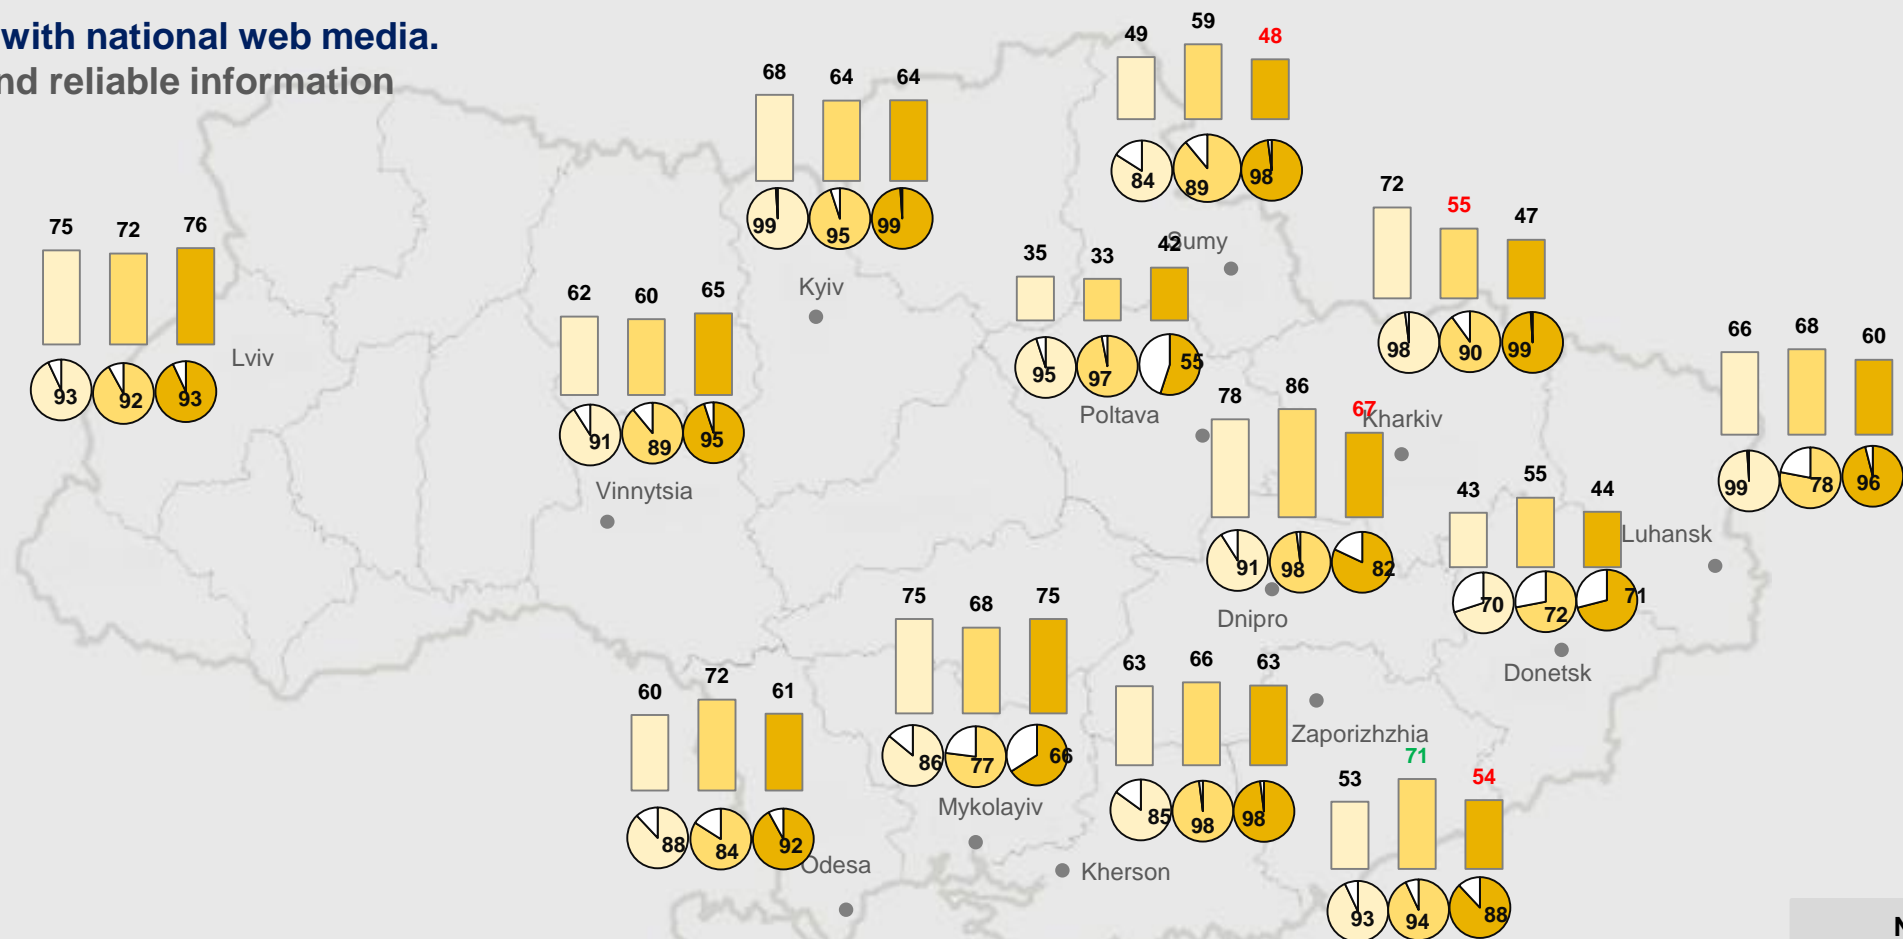 with national web media.
nd reliable information
49 59 48
84 89 98
68 64 64
99 95 99
Kyiv
72 55 47
98 90 99
75 72 76
93 92 93
Lviv
Sumy
35 33 42
95 97 55
Poltava
62 60 65
91 89 95
Vinnytsia
66 68 60
99 78 96
Luhansk
78 86 67
91 98 82
Kharkiv
Dnipro
43 55 44
70 72 71
Donetsk
75 68 75
86 77 66
Mykolayiv
63 66 63
85 98 98
Zaporizhzhia
60 72 61
88 84 92
Odesa
Kherson
53 71 54
93 94 88
N